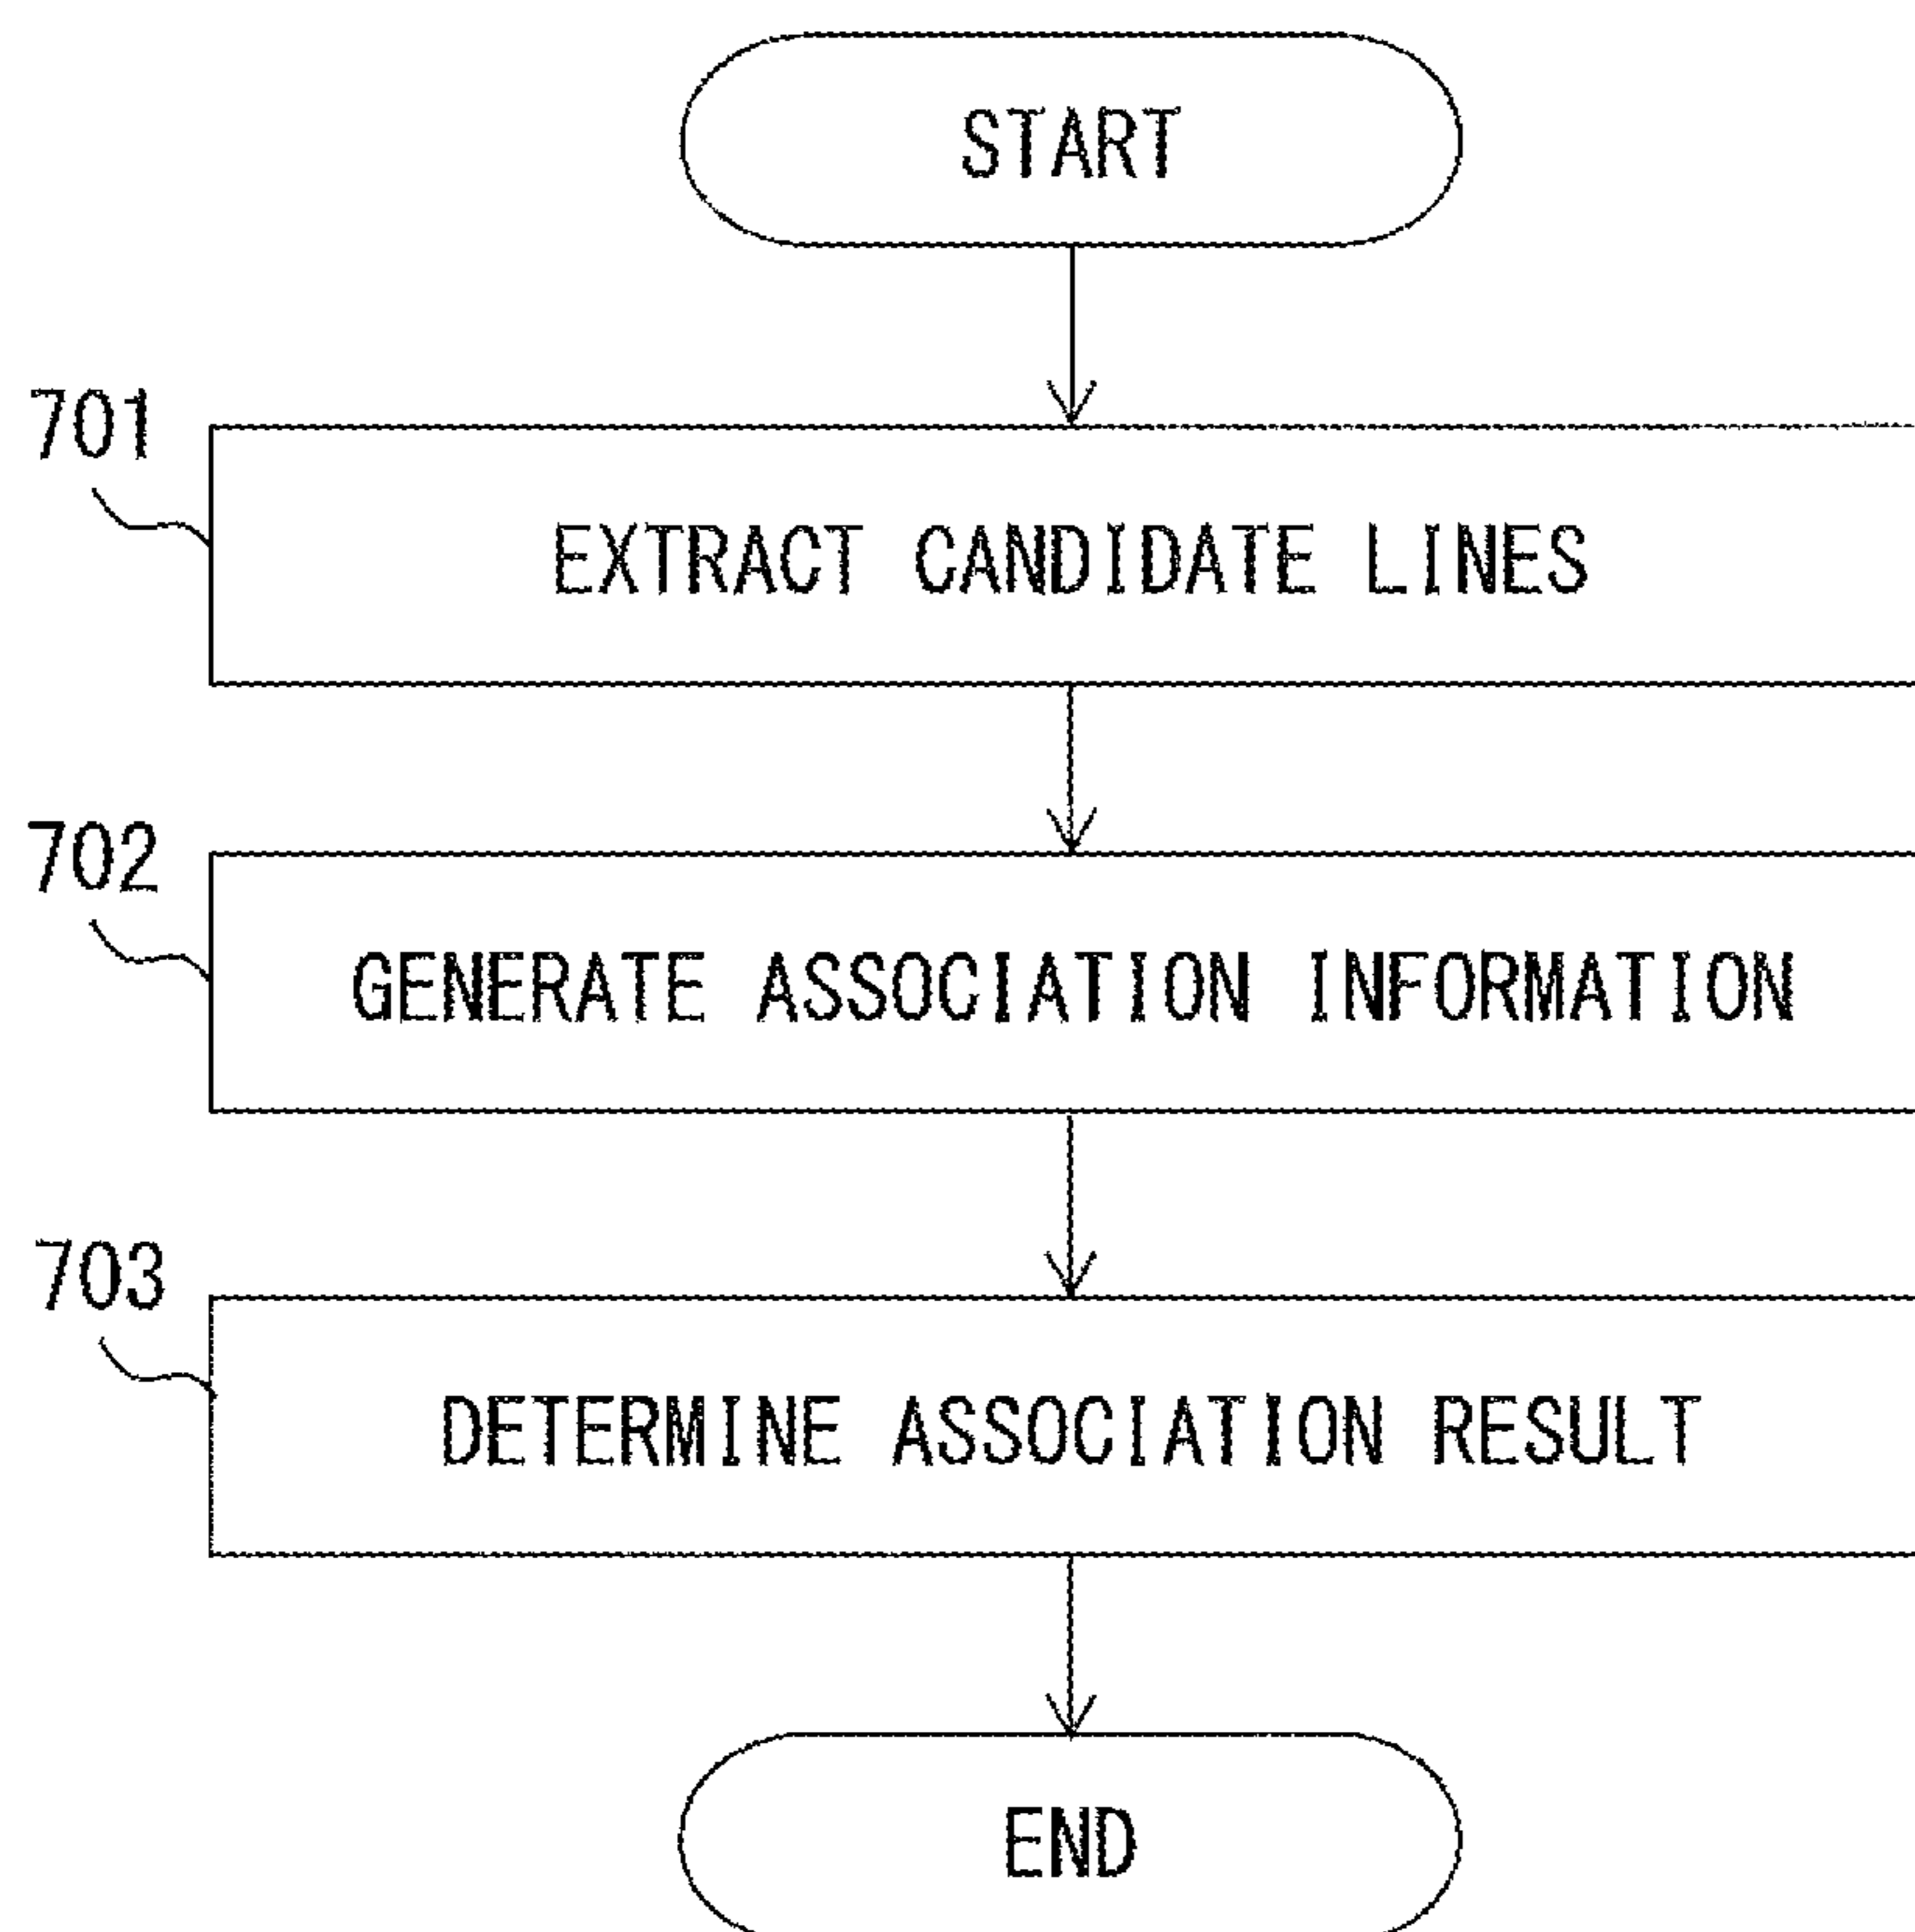 START
701
EXTRACT CANDIDATE LINES
702
GENERATE ASSOCIATION INFORMATION
703
DETERMINE ASSOCIATION RESULT
END